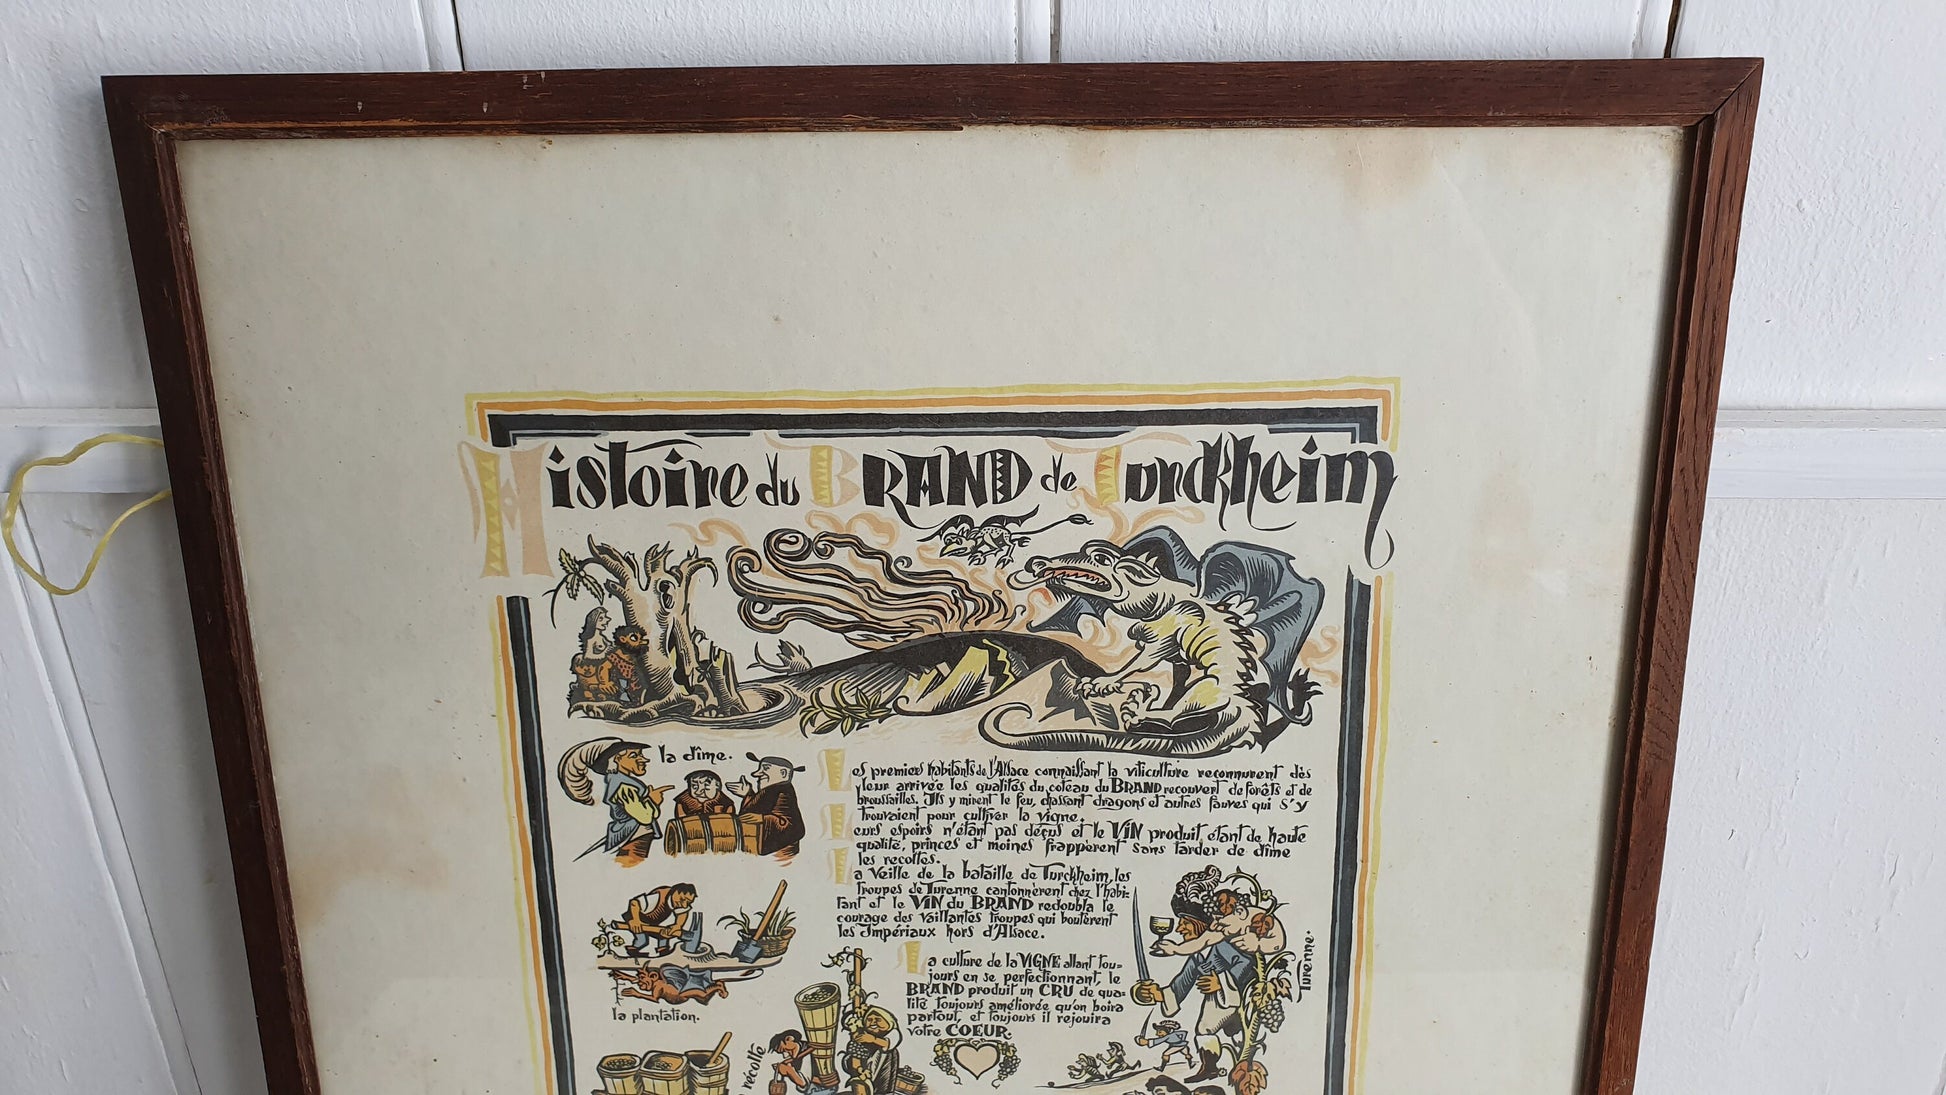 Histoire du BRAND de Turckheim
la dîme.
Les premiers habitants de l'Alsace connaissant la viticulture reconnurent dès
leur arrivée les qualités du coteau du BRAND recouvert de forêts et de
broussailles. Ils y mirent le feu, chassant dragons et autres fauves qui s'y
trouvaient pour cultiver la vigne.
Leurs espoirs n'étant pas déçus et le VIN produit étant de haute
qualité, princes et moines frappèrent sans tarder de dîme
les recoltes.
La Veille de la bataille de Turckheim, les
troupes de Turenne cantonnèrent chez l'habi-
tant et le VIN du BRAND redoubla le
courage des vaillantes troupes qui boutèrent
les Impériaux hors d'Alsace.
La culture de la VIGNE allant tou-
jours en se perfectionnant, le
BRAND produit un CRU de qua-
lité toujours améliorée qu'on boira
partout, et toujours il rejouira
votre COEUR.
Turenne.
la plantation.
récolte